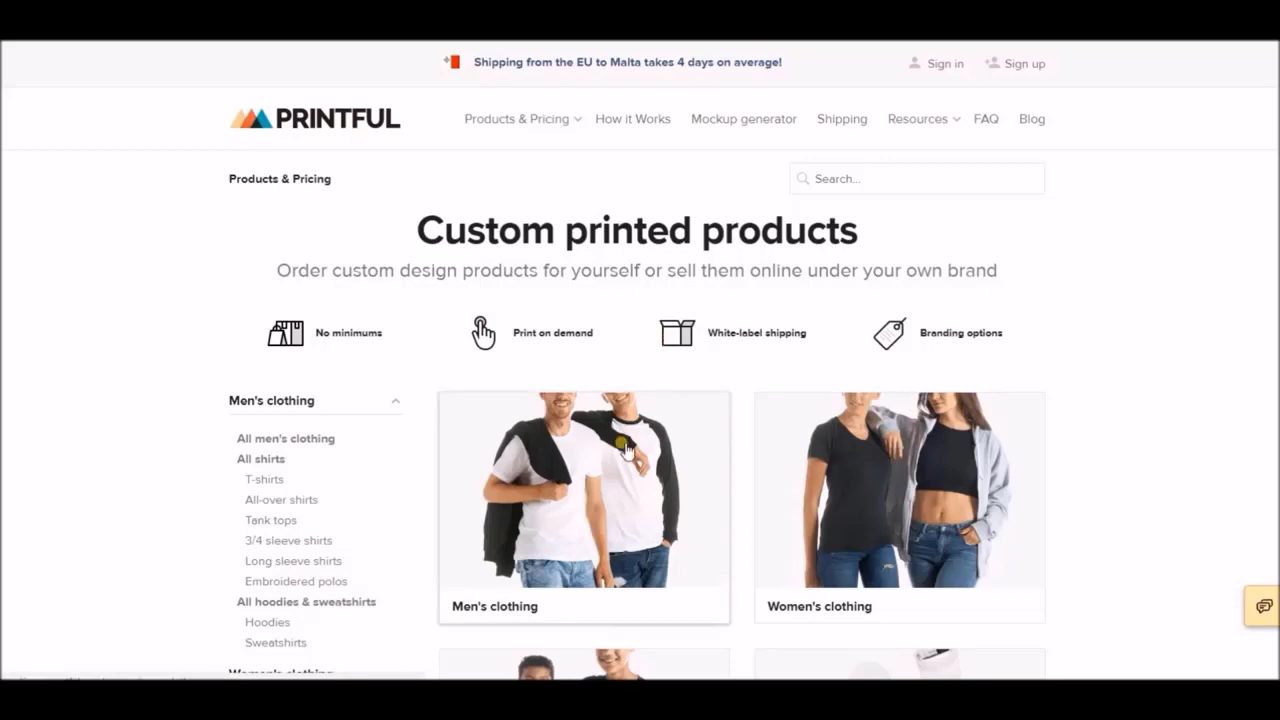 Shipping from the EU to Malta takes 4 days on average!
Sign in
Sign up
PRINTFUL
Products & Pricing
How it Works
Mockup generator
Shipping
Resources
FAQ
Blog
Products & Pricing
Search...
Custom printed products
Order custom design products for yourself or sell them online under your own brand
No minimums
Print on demand
White-label shipping
Branding options
Men's clothing
All men's clothing
All shirts
T-shirts
All-over shirts
Tank tops
3/4 sleeve shirts
Long sleeve shirts
Embroidered polos
All hoodies & sweatshirts
Hoodies
Sweatshirts
Women's clothing
Men's clothing
Women's clothing